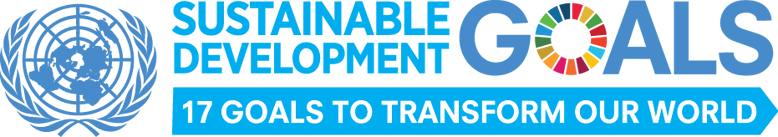 SUSTAINABLE
DEVELOPMENT
GOALS
17 GOALS TO TRANSFORM OUR WORLD